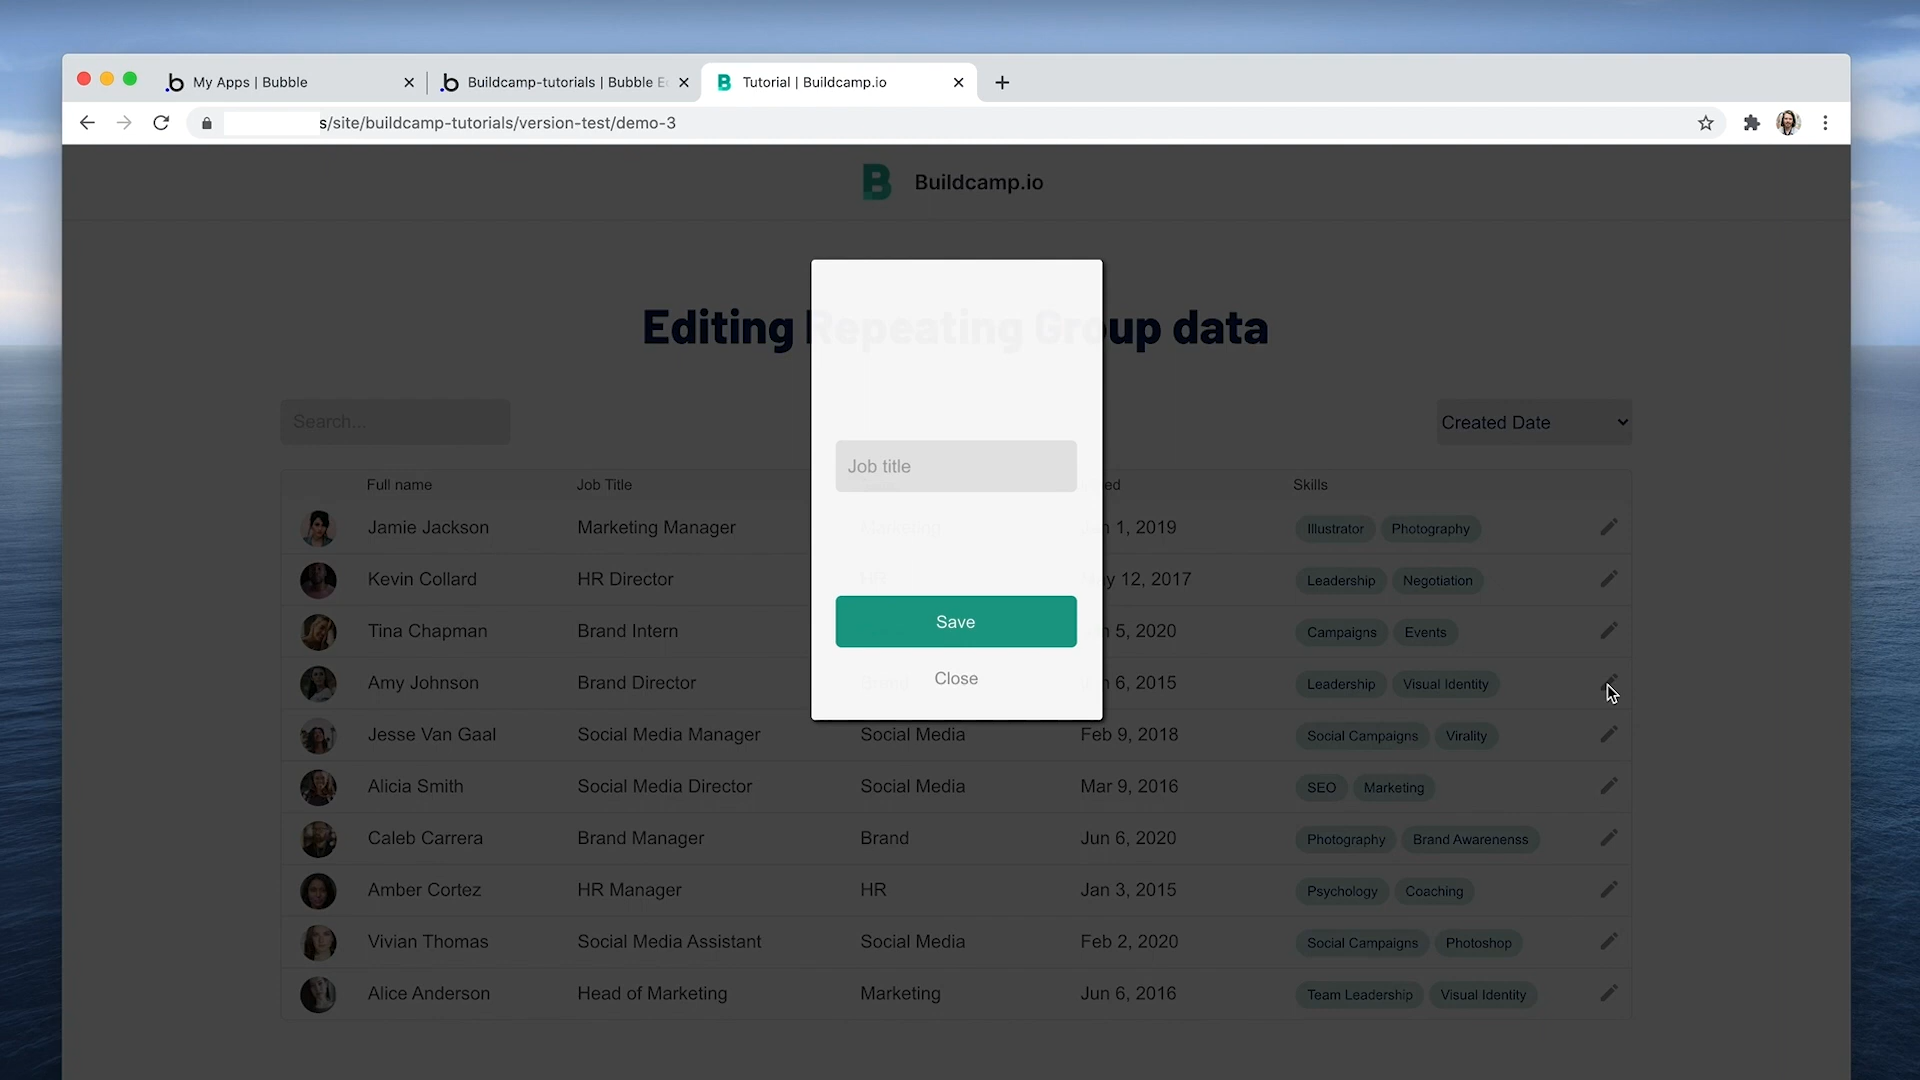 My Apps | Bubble
Buildcamp-tutorials | Bubble E
Tutorial | Buildcamp.io
s/site/buildcamp-tutorials/version-test/demo-3
Buildcamp.io
Editing Repeating Group data
Search...
Created Date
Job title
Save
Close
Full name Job Title Skills
Jamie Jackson Marketing Manager Marketing 1, 2019 Illustrator Photography
Kevin Collard HR Director HR 12, 2017 Leadership Negotiation
Tina Chapman Brand Intern 5, 2020 Campaigns Events
Amy Johnson Brand Director Brand 6, 2015 Leadership Visual Identity
Jesse Van Gaal Social Media Manager Social Media Feb 9, 2018 Social Campaigns Virality
Alicia Smith Social Media Director Social Media Mar 9, 2016 SEO Marketing
Caleb Carrera Brand Manager Brand Jun 6, 2020 Photography Brand Awarenenss
Amber Cortez HR Manager HR Jan 3, 2015 Psychology Coaching
Vivian Thomas Social Media Assistant Social Media Feb 2, 2020 Social Campaigns Photoshop
Alice Anderson Head of Marketing Marketing Jun 6, 2016 Team Leadership Visual Identity